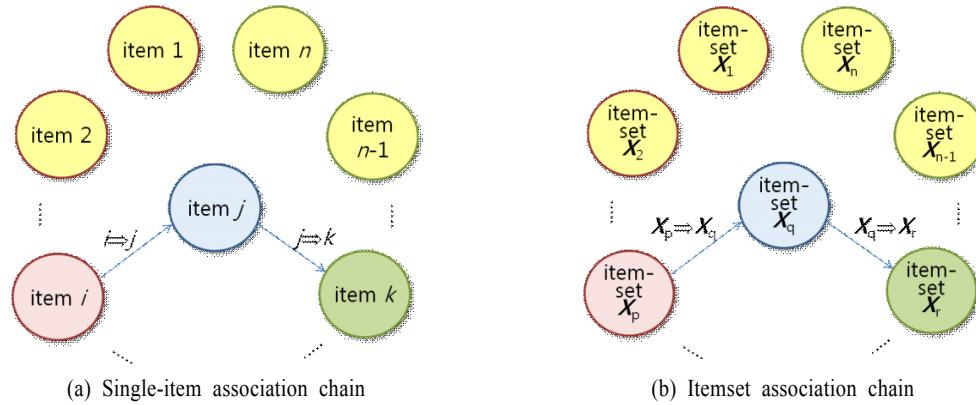 item 1
item n
item 2
item
n-1
item j
i⇒j
j⇒k
item i
item k
(a) Single-item association chain
item-
set
X1
item-
set
Xn
item-
set
X2
item-
set
Xn-1
item-
set
Xq
Xp⇒Xq
Xq⇒Xr
item-
set
Xp
item-
set
Xr
(b) Itemset association chain